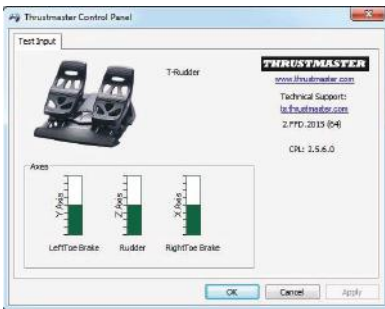 Thrustmaster Control Panel
Test Input
T-Rudder
THRUSTMASTER
www.thrustmaster.com
Technical Support:
ts.thrustmaster.com
2.FFD.2015 (64)
CPL: 2.5.6.0
Axes
Y Axis
Z Axis
X Axis
LeftToe Brake
Rudder
RightToe Brake
OK
Cancel
Apply